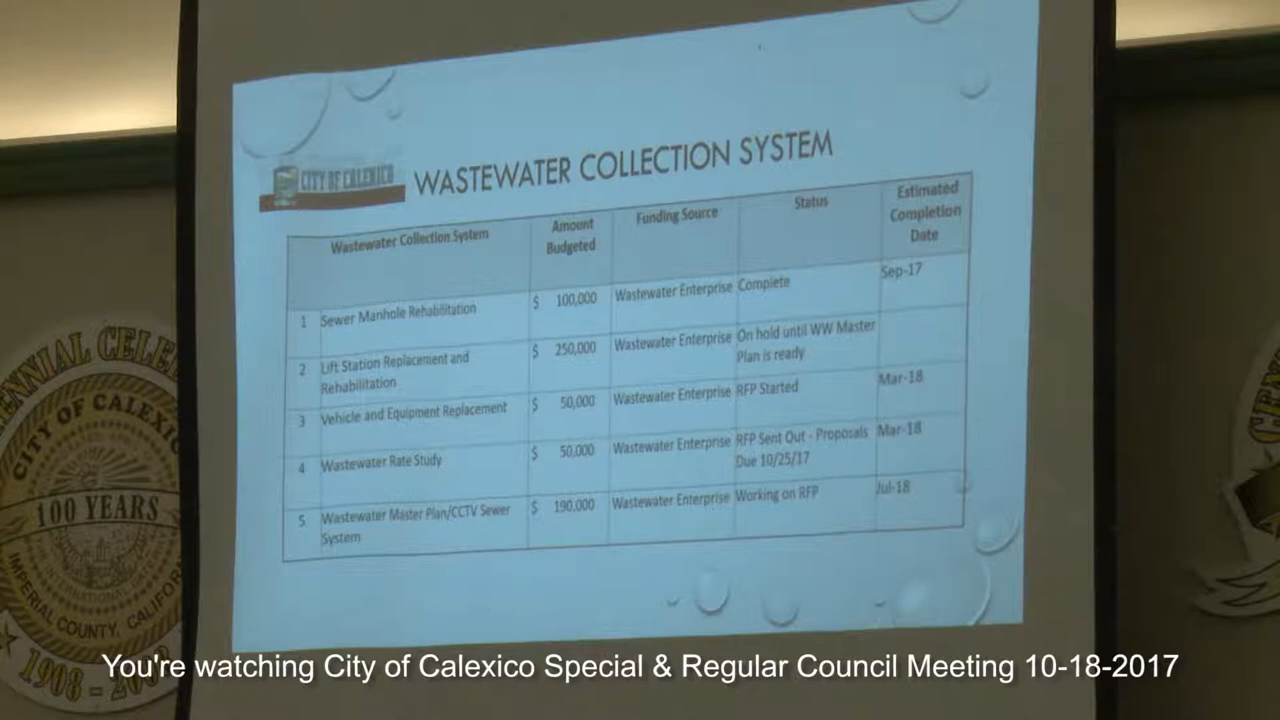 CITY OF CALEXICO
WASTEWATER COLLECTION SYSTEM
Wastewater Collection System
Amount
Budgeted
Funding Source
Status
Estimated
Completion
Date
1 Sewer Manhole Rehabilitation $ 100,000 Wastewater Enterprise Complete Sep-17
2 Lift Station Replacement and
Rehabilitation
$ 250,000 Wastewater Enterprise On hold until WW Master
Plan is ready
3 Vehicle and Equipment Replacement $ 50,000 Wastewater Enterprise RFP Started Mar-18
4 Wastewater Rate Study $ 50,000 Wastewater Enterprise RFP Sent Out - Proposals
Due 10/25/17
Mar-18
5 Wastewater Master Plan/CCTV Sewer
System
$ 190,000 Wastewater Enterprise Working on RFP Jul-18
CITY OF CALEXICO
100 YEARS
INTERNATIONAL
IMPERIAL COUNTY, CALIFOR
You're watching City of Calexico Special & Regular Council Meeting 10-18-2017